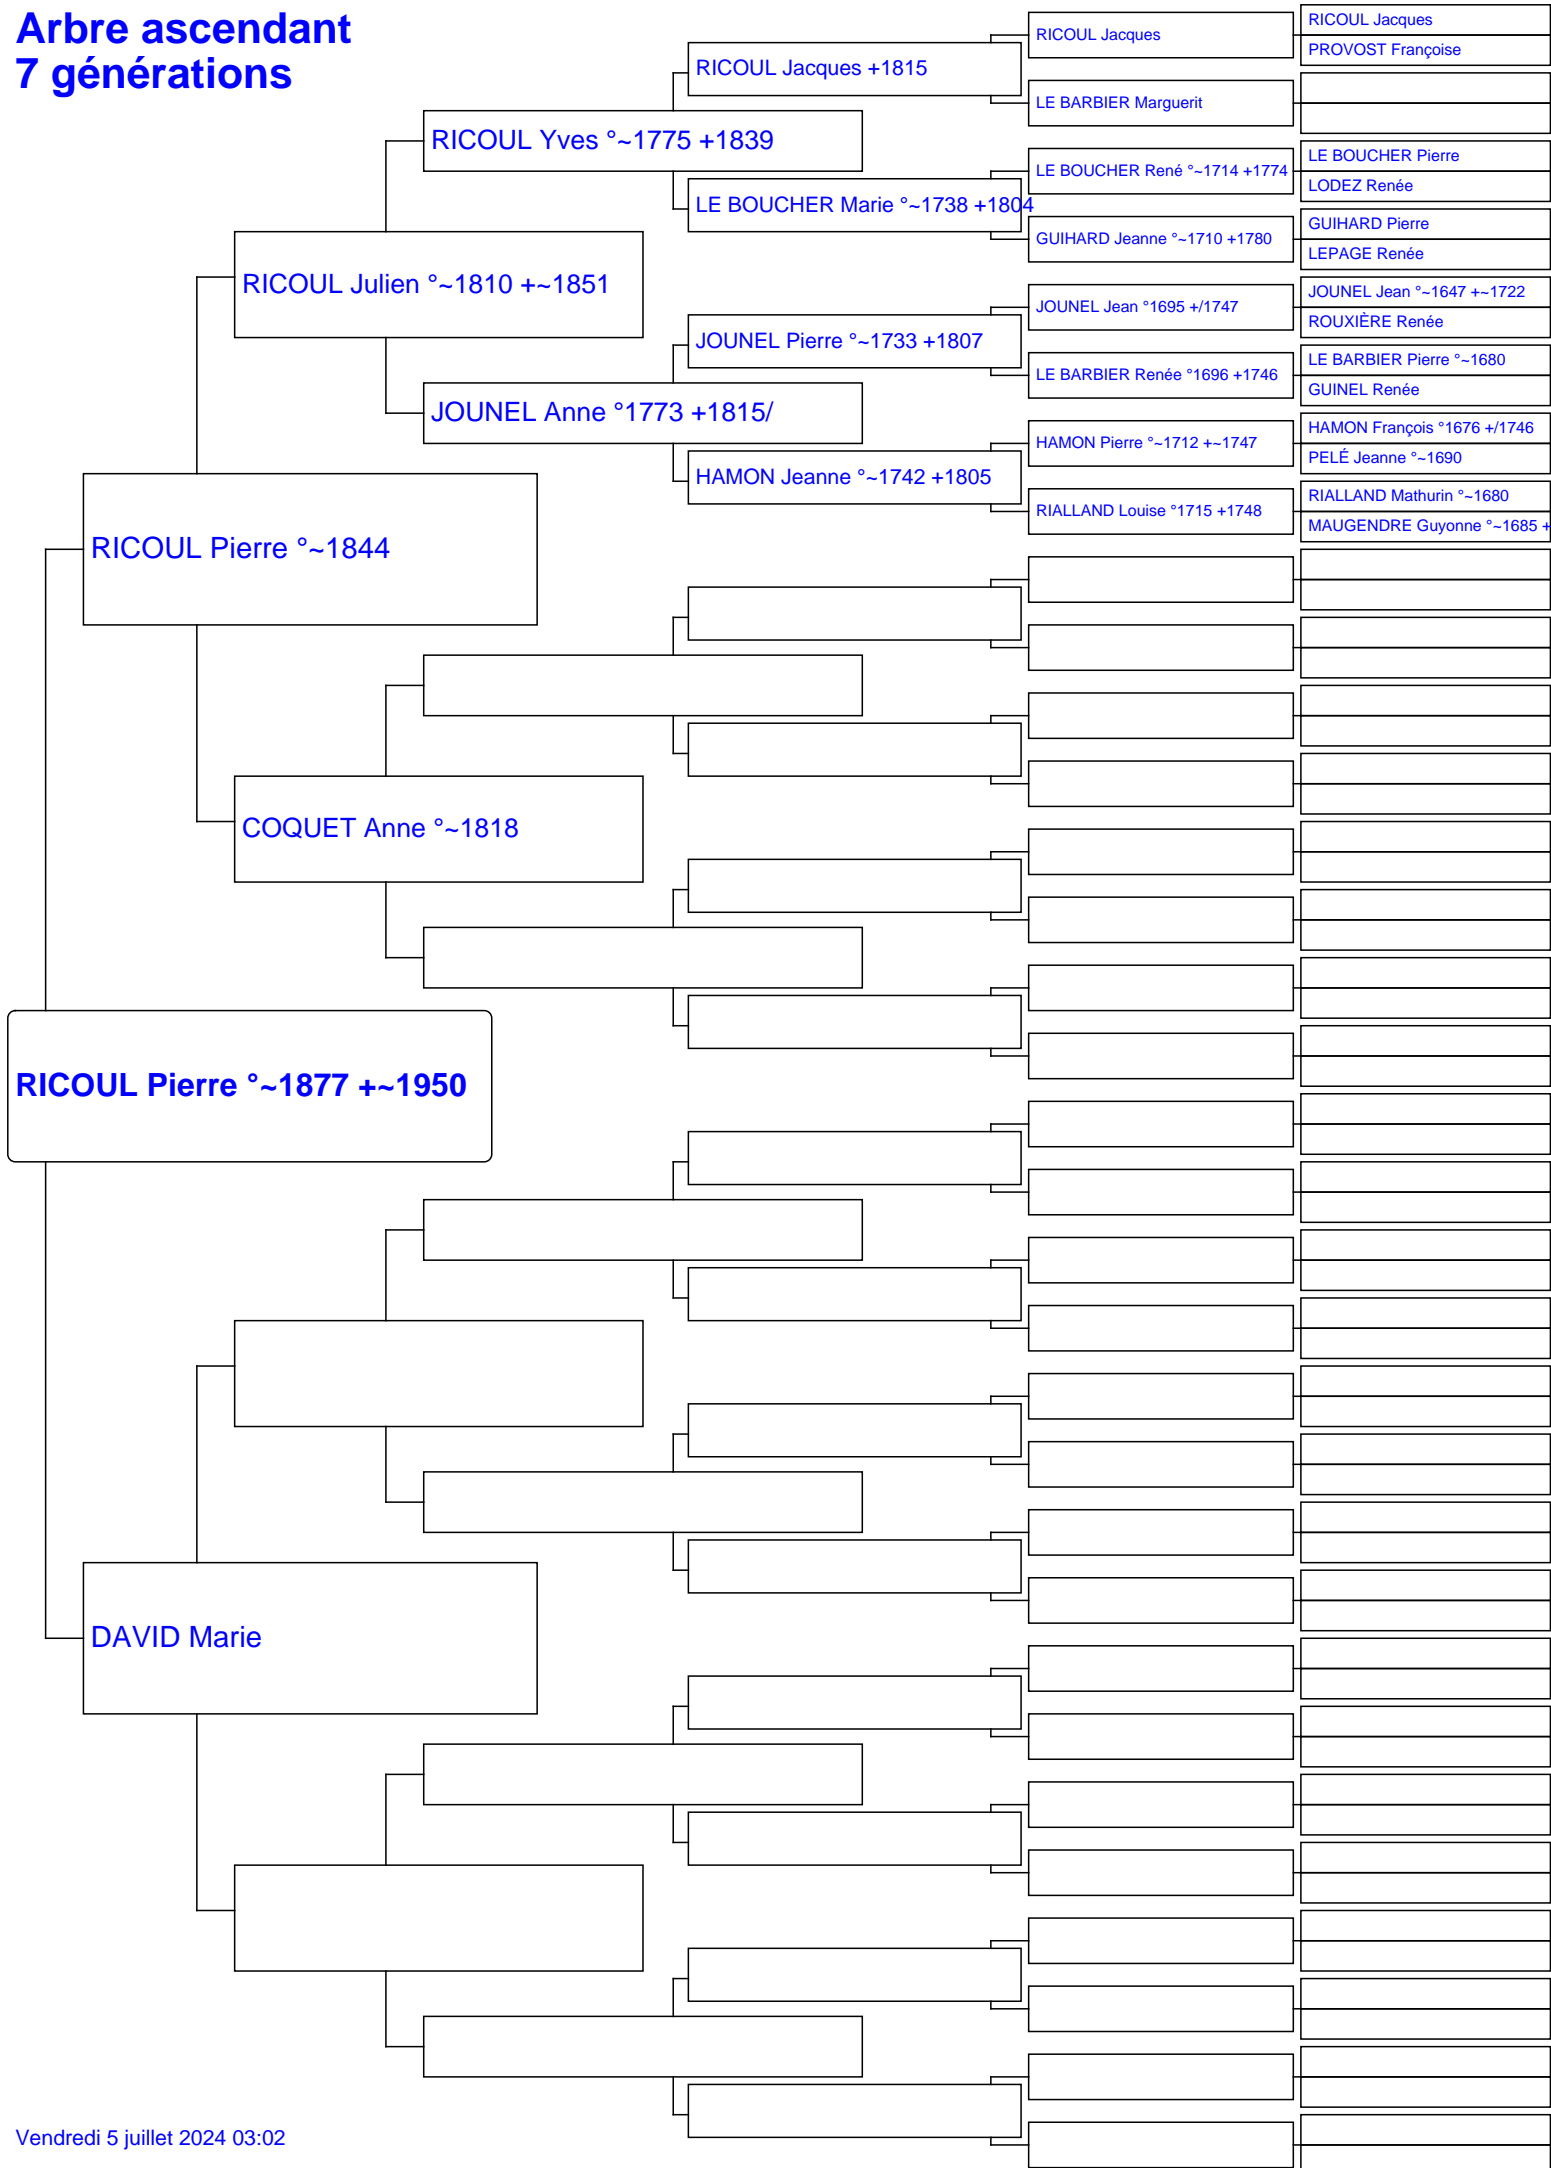 Arbre ascendant
7 générations
RICOUL Jacques
RICOUL Jacques
PROVOST Françoise
RICOUL Jacques +1815
LE BARBIER Marguerit
RICOUL Yves °~1775 +1839
LE BOUCHER René °~1714 +1774
LE BOUCHER Pierre
LODEZ Renée
LE BOUCHER Marie °~1738 +1804
GUIHARD Jeanne °~1710 +1780
GUIHARD Pierre
LEPAGE Renée
RICOUL Julien °~1810 +~1851
JOUNEL Jean °1695 +/1747
JOUNEL Jean °~1647 +~1722
ROUXIÈRE Renée
JOUNEL Pierre °~1733 +1807
LE BARBIER Renée °1696 +1746
LE BARBIER Pierre °~1680
GUINEL Renée
JOUNEL Anne °1773 +1815/
HAMON Pierre °~1712 +~1747
HAMON François °1676 +/1746
PELÉ Jeanne °~1690
HAMON Jeanne °~1742 +1805
RIALLAND Louise °1715 +1748
RIALLAND Mathurin °~1680
MAUGENDRE Guyonne °~1685 +
RICOUL Pierre °~1844
COQUET Anne °~1818
RICOUL Pierre °~1877 +~1950
DAVID Marie
Vendredi 5 juillet 2024 03:02